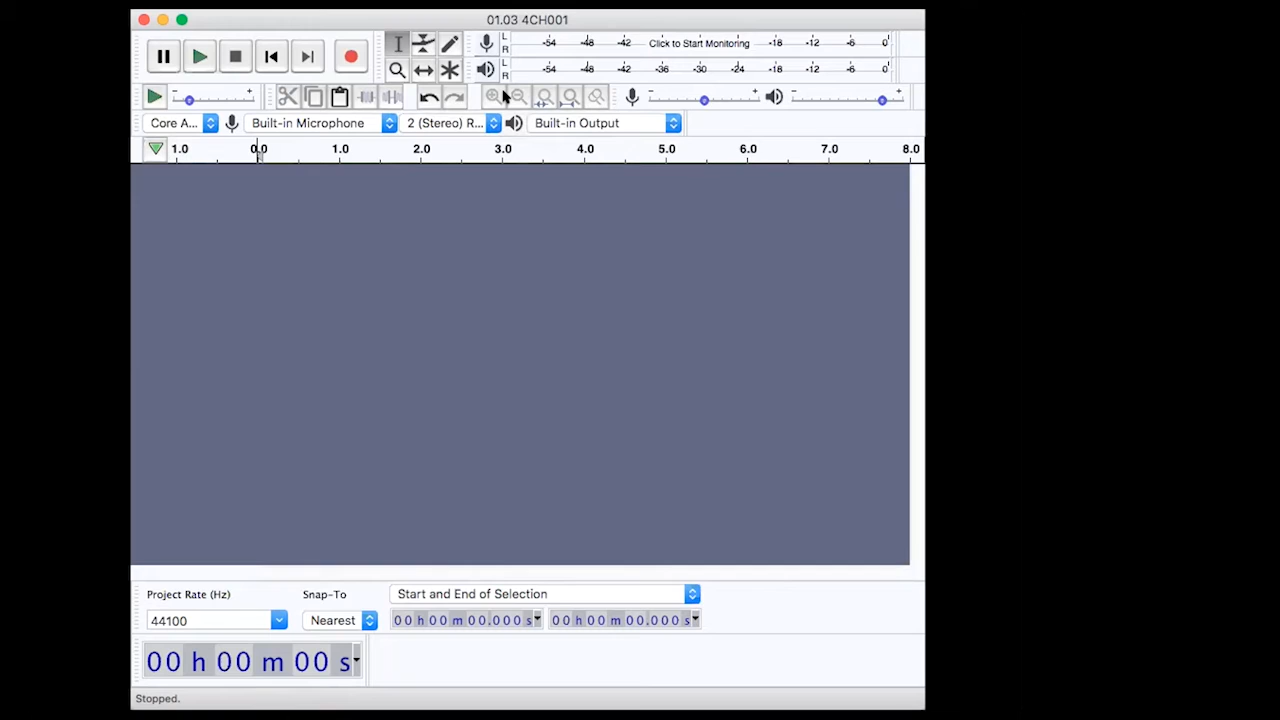 01.03 4CH001
L
R
-54 -48 -42 Click to Start Monitoring -18 -12 -6 0
L
R
-54 -48 -42 -36 -30 -24 -18 -12 -6 0
- +
- +
- +
Core A... Built-in Microphone 2 (Stereo) R... Built-in Output
1.0 0.0 1.0 2.0 3.0 4.0 5.0 6.0 7.0 8.0
Project Rate (Hz) Snap-To Start and End of Selection
44100 Nearest 00 h 00 m 00.000 s 00 h 00 m 00.000 s
00 h 00 m 00 s
Stopped.